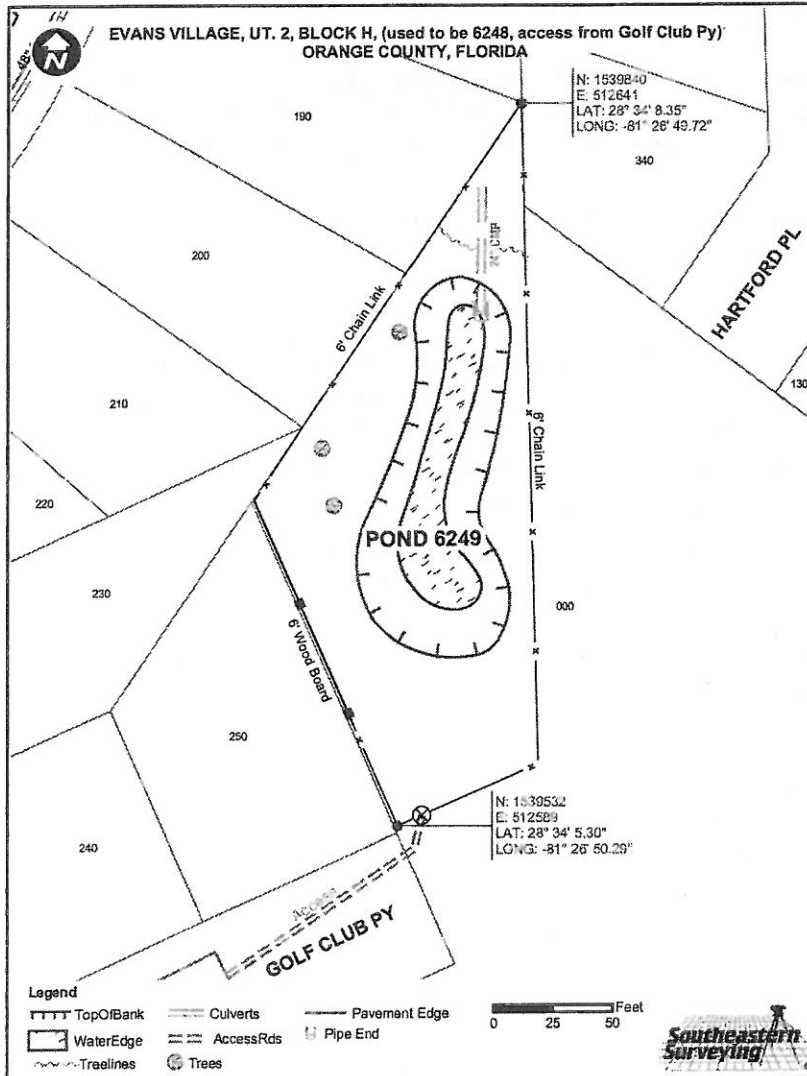 EVANS VILLAGE, UT. 2, BLOCK H, (used to be 6248, access from Golf Club Py)
ORANGE COUNTY, FLORIDA
N
48"
N: 1539840
E: 512641
LAT: 28° 34' 8.35"
LONG: -81° 26' 49.72"
190
340
200
24" CMP
HARTFORD PL
6' Chain Link
130
210
6' Chain Link
220
POND 6249
230
000
6' Wood Board
250
N: 1539532
E: 512589
LAT: 28° 34' 5.30"
LONG: -81° 26' 50.29"
240
Access
GOLF CLUB PY
Legend
TopOfBank
Culverts
Pavement Edge
WaterEdge
AccessRds
Pipe End
Treelines
Trees
Feet
0 25 50
Southeastern
Surveying